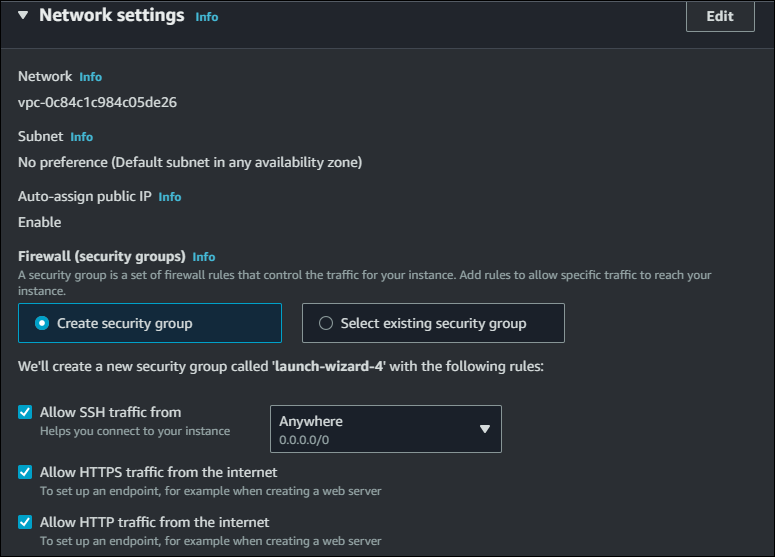 Network settings Info Edit
Network Info
vpc-0c84c1c984c05de26
Subnet Info
No preference (Default subnet in any availability zone)
Auto-assign public IP Info
Enable
Firewall (security groups) Info
A security group is a set of firewall rules that control the traffic for your instance. Add rules to allow specific traffic to reach your
instance.
Create security group Select existing security group
We'll create a new security group called 'launch-wizard-4' with the following rules:
Allow SSH traffic from
Helps you connect to your instance
Anywhere
0.0.0.0/0
Allow HTTPS traffic from the internet
To set up an endpoint, for example when creating a web server
Allow HTTP traffic from the internet
To set up an endpoint, for example when creating a web server